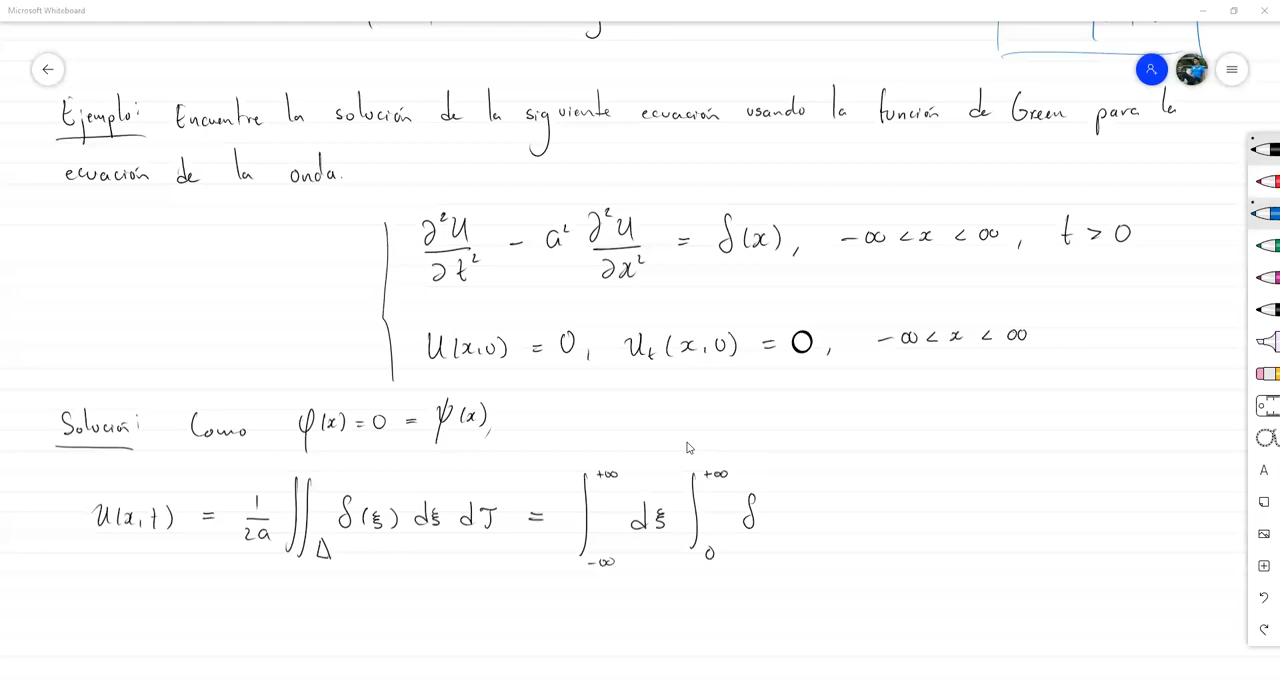 Microsoft Whiteboard
Ejemplo: Encuentre la solución de la siguiente ecuación usando la función de Green para la
ecuación de la onda.
∂²u/∂t² - a² ∂²u/∂x² = δ(x), -∞ < x < ∞, t > 0
u(x,0) = 0, u_t(x,0) = 0, -∞ < x < ∞
Solución: Como φ(x) = 0 = ψ(x),
u(x,t) = 1/2a ∬_Δ δ(ξ) dξ dτ = ∫_{-∞}^{+∞} dξ ∫_0^{+∞} δ
A